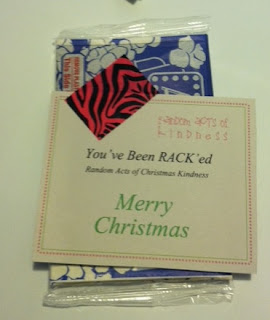 random acts of
kindness
You've Been RACK'ed
Random Acts of Christmas Kindness
Merry
Christmas